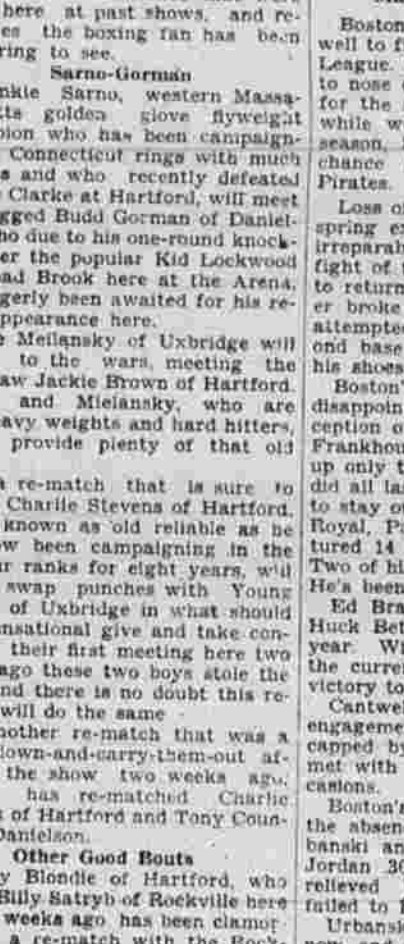 here at past shows, and re-
es the boxing fan has been
ring to see.
Sarno-Gorman
nkie Sarno, western Massa-
tts golden glove flyweight
pion who has been campaign-
Connecticut rings with much
s and who recently defeated
Clarke at Hartford, will meet
gged Budd Gorman of Daniel-
ho due to his one-round knock-
er the popular Kid Lockwood
ad Brook here at the Arena,
gerly been awaited for his re-
ppearance here.
e Meilansky of Uxbridge will
to the wars, meeting the
aw Jackie Brown of Hartford.
and Mielansky, who are
eavy weights and hard hitters,
provide plenty of that old
a re-match that is sure to
Charlie Stevens of Hartford,
known as old reliable as he
ow been campaigning in the
ur ranks for eight years, will
swap punches with Young
of Uxbridge in what should
nsational give and take con-
their first meeting here two
ago these two boys stole the
nd there is no doubt this re-
will do the same
nother re-match that was a
down-and-carry-them-out af-
the show two weeks ago,
has re-matched Charlie
s of Hartford and Tony Coun-
Danielson.
Other Good Bouts
y Blondie of Hartford, who
Billy Satryb of Rockville here
weeks ago has been clamor
a re-match with the Rock-
Boston
well to fi
League.
to nose
for the
while w
season,
chance
Pirates.
Loss o
spring ex
irreparab
fight of t
to return
er broke
attempte
ond base
his shoes
Boston'
disappoin
ception o
Frankhou
up only t
did all la
to stay o
Royal, Pa
tured 14
Two of hi
He's been
Ed Bra
Huck Bet
year. Wi
the curre
victory to
Cantwel
engageme
capped by
met with
casions.
Boston's
the absen
banski an
Jordan 30
relieved
failed to
Urbansk